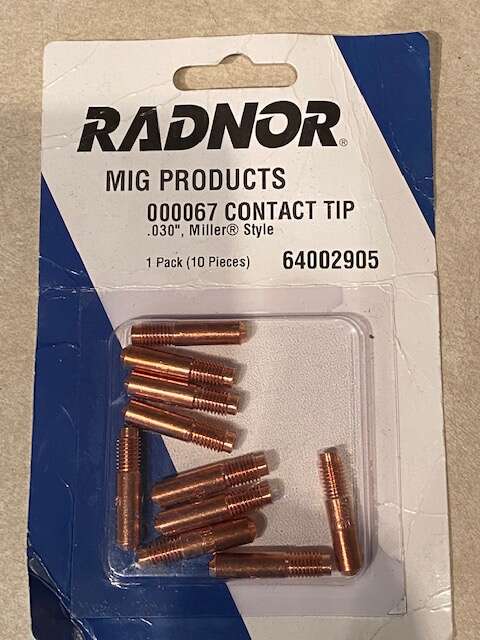 RADNOR®
MIG PRODUCTS
000067 CONTACT TIP
.030", Miller® Style
1 Pack (10 Pieces) 64002905